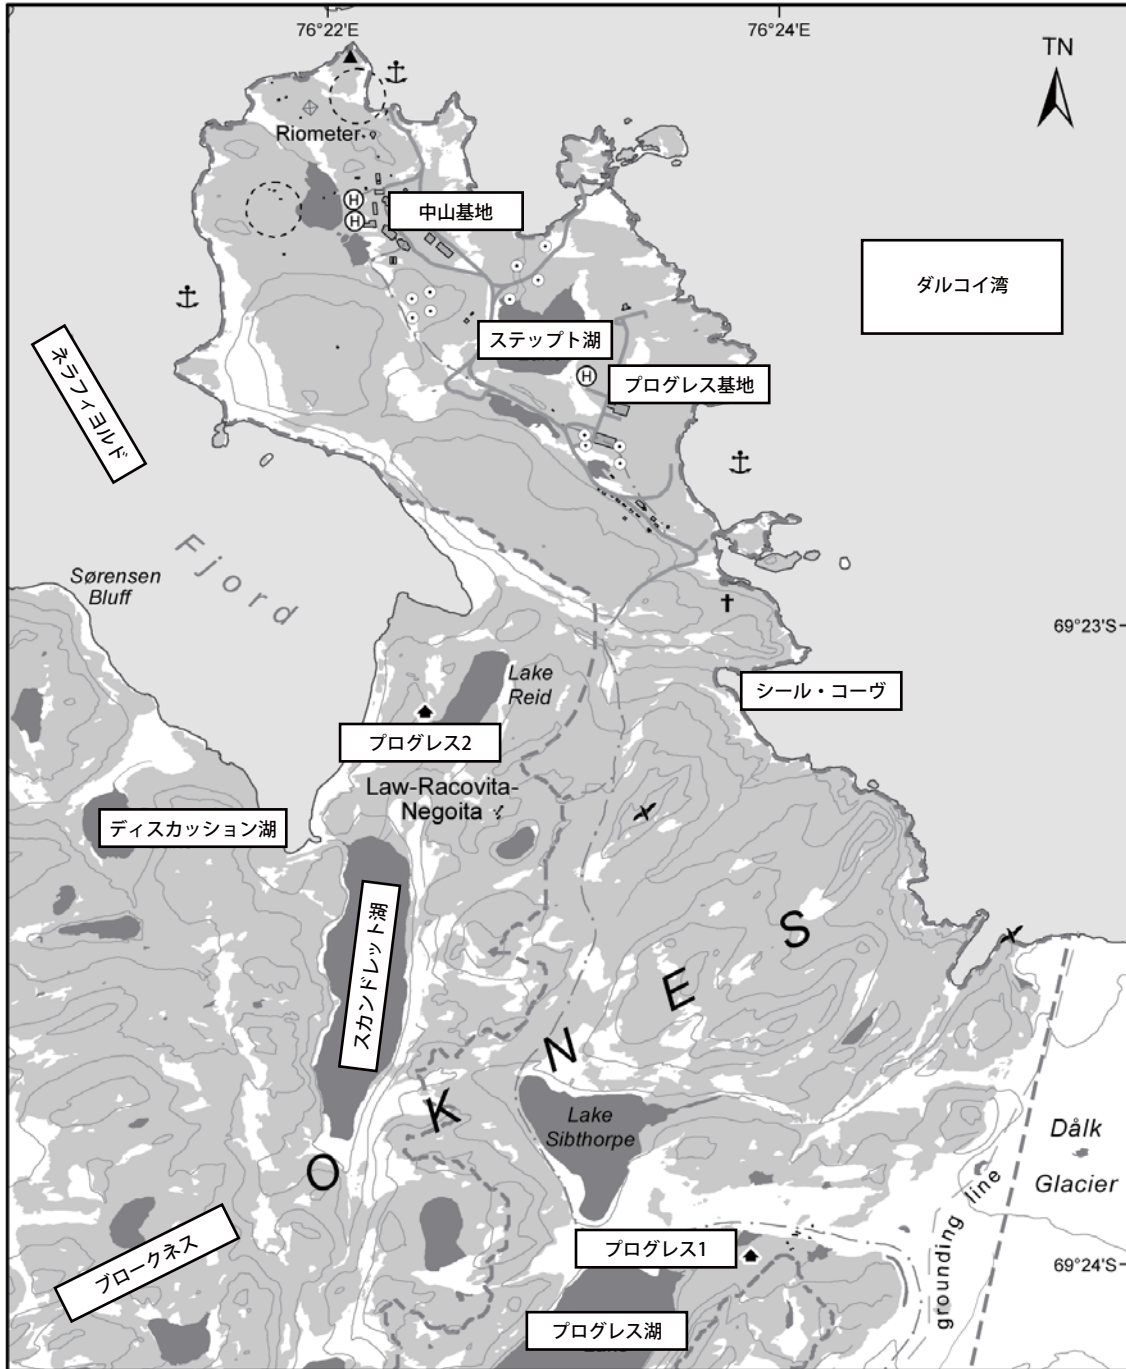 76°22'E
76°24'E
TN
Riometer
中山基地
ダルコイ湾
ステップト湖
プログレス基地
ネラフィヨルド
Fjord
Sørensen
Bluff
69°23'S
Lake
Reid
シール・コーヴ
プログレス2
Law-Racovita-
Negoita
ディスカッション湖
スカンドレット湖
S
E
N
K
O
Lake
Sibthorpe
Dålk
Glacier
grounding line
プログレス1
ブロークネス
69°24'S
プログレス湖